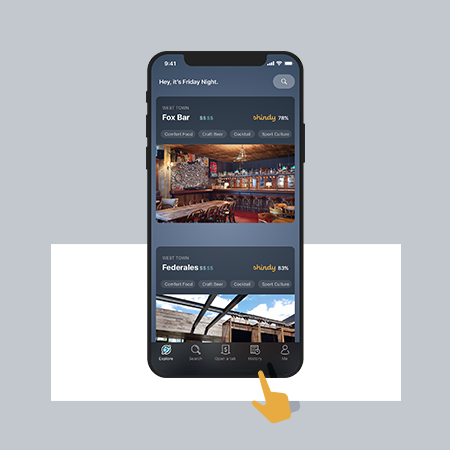 9:41
Hey, it's Friday Night.
WEST TOWN
Fox Bar $$$$ shindy 78%
Comfort Food Craft Beer Cocktail Sport Culture
WEST TOWN
Federales $$$$ shindy 83%
Comfort Food Craft Beer Cocktail Sport Culture
Explore Search Open a Tab History Me